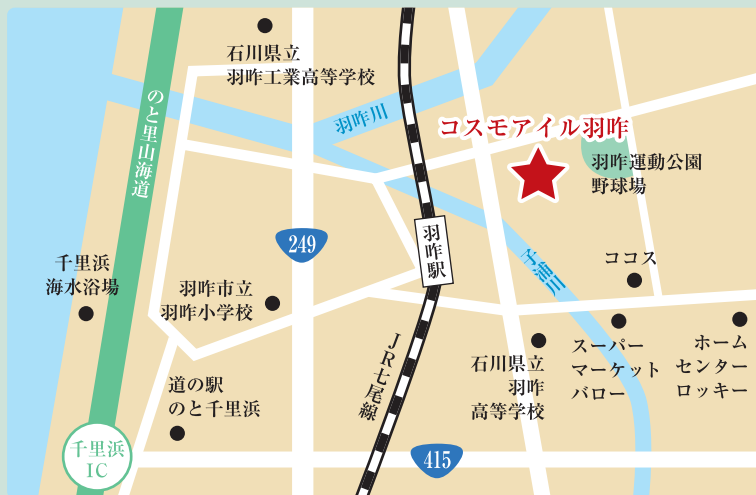 石川県立
羽咋工業高等学校
のと里山海道
羽咋川
コスモアイル羽咋
羽咋運動公園
野球場
249
羽咋駅
子浦川
ココス
千里浜
海水浴場
羽咋市立
羽咋小学校
JR七尾線
石川県立
羽咋
高等学校
スーパー
マーケット
バロー
ホーム
センター
ロッキー
道の駅
のと千里浜
千里浜
IC
415